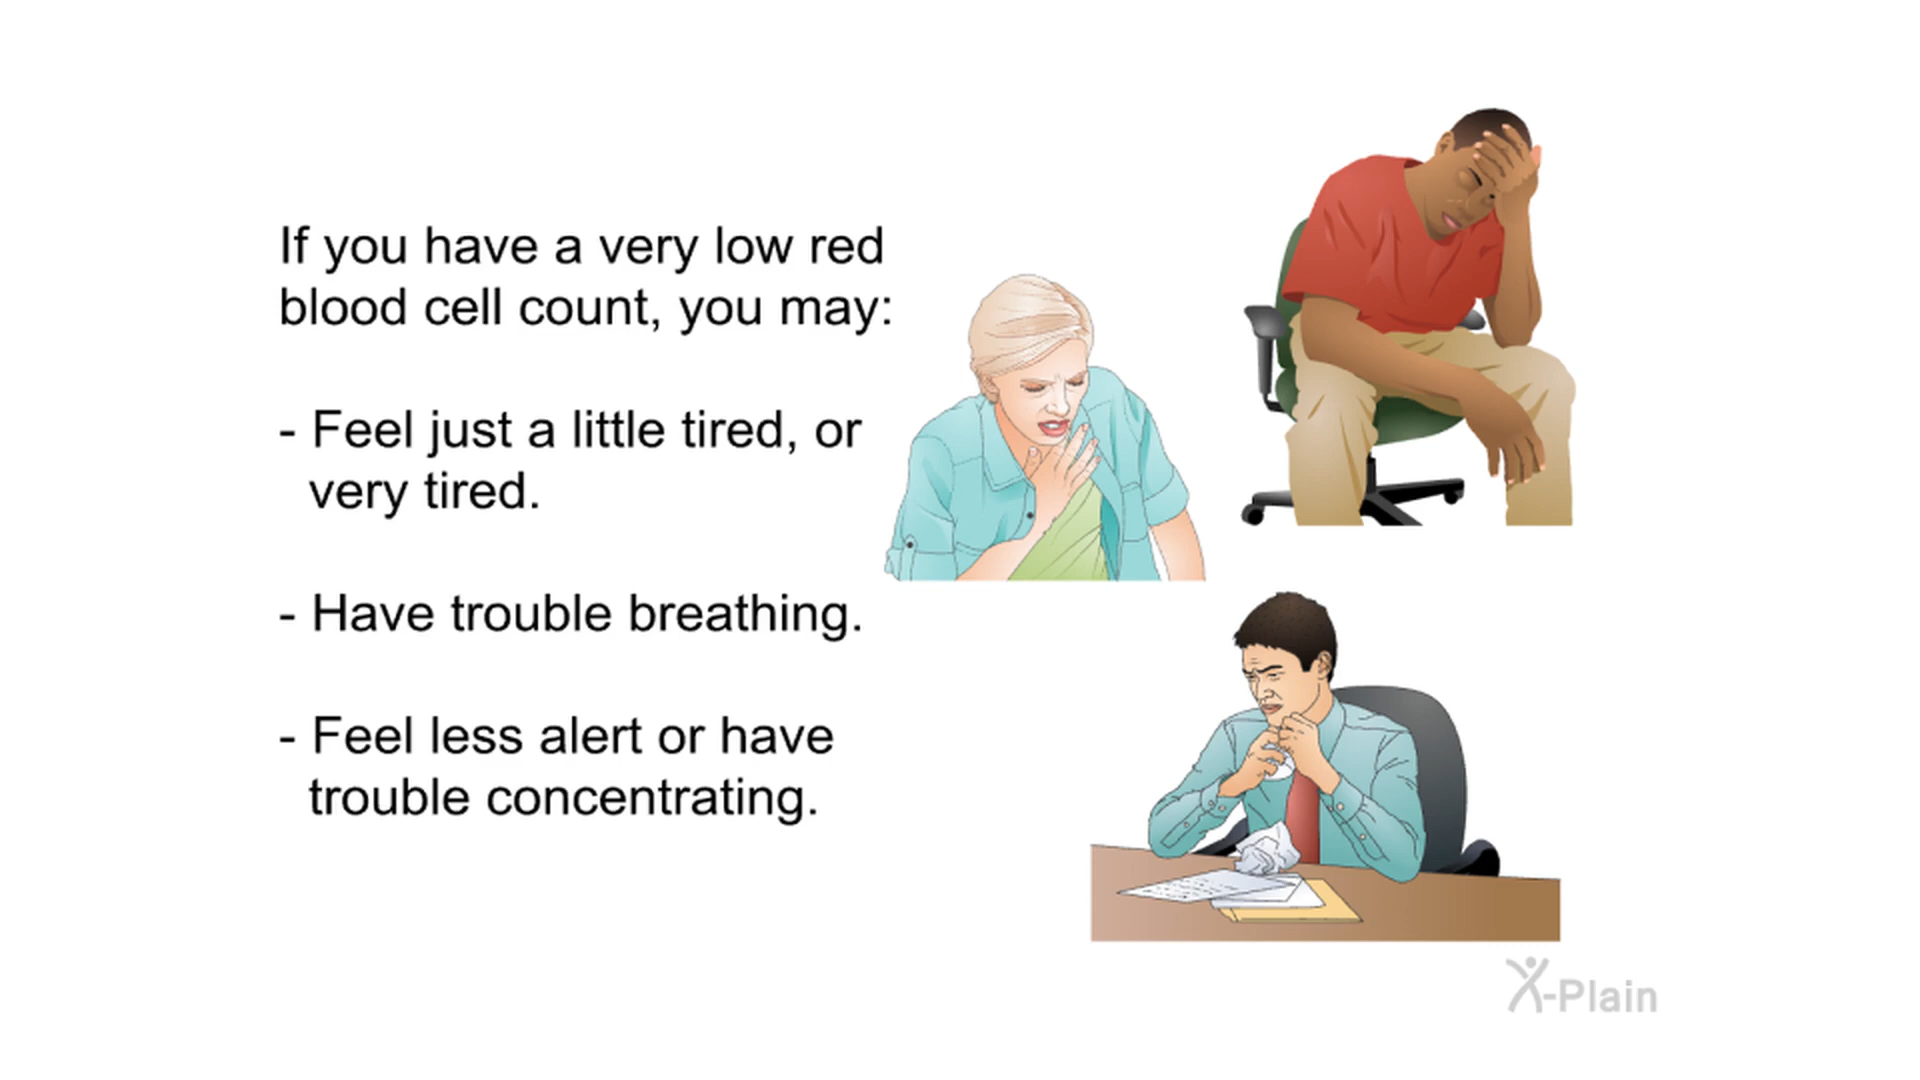 If you have a very low red
blood cell count, you may:
- Feel just a little tired, or
very tired.
- Have trouble breathing.
- Feel less alert or have
trouble concentrating.
X-Plain